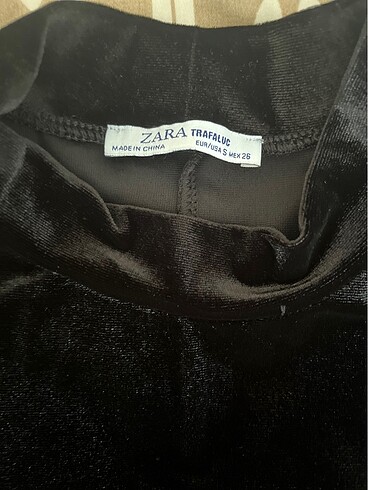 ZARA TRAFALUC
MADE IN CHINA EUR/USA S MEX 26